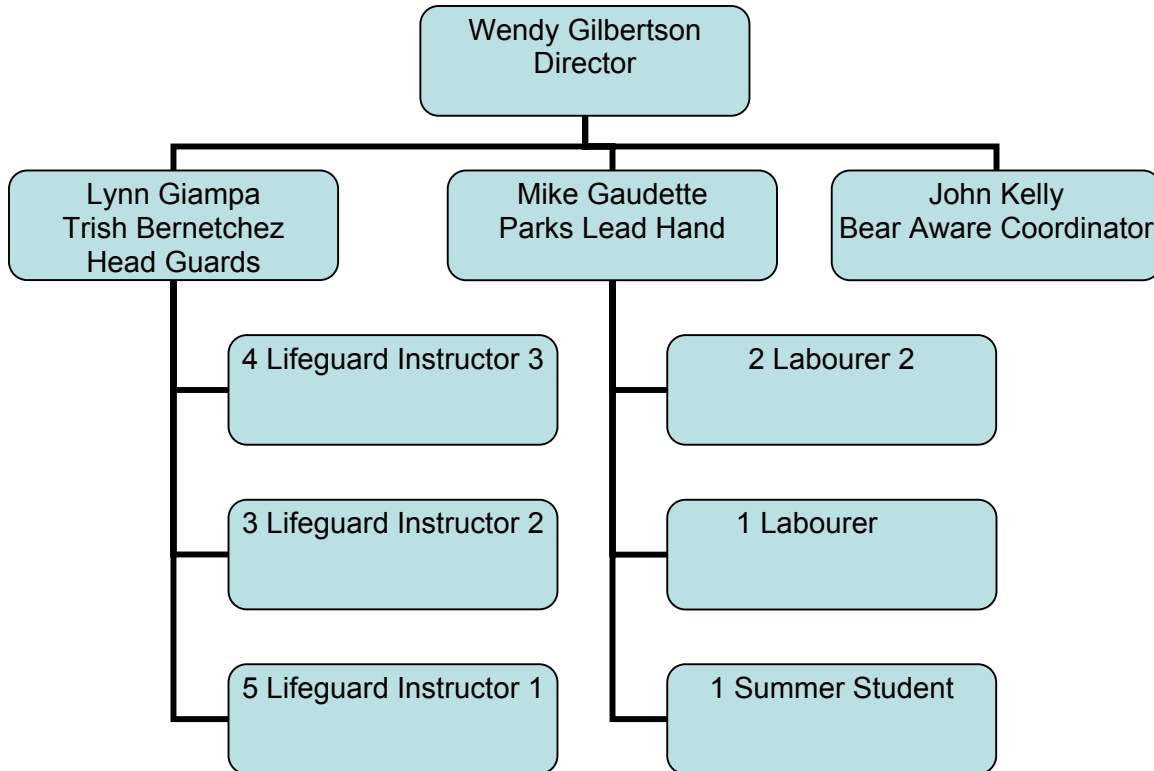 Wendy Gilbertson
Director
Lynn Giampa
Trish Bernetchez
Head Guards
Mike Gaudette
Parks Lead Hand
John Kelly
Bear Aware Coordinator
4 Lifeguard Instructor 3
2 Labourer 2
3 Lifeguard Instructor 2
1 Labourer
5 Lifeguard Instructor 1
1 Summer Student